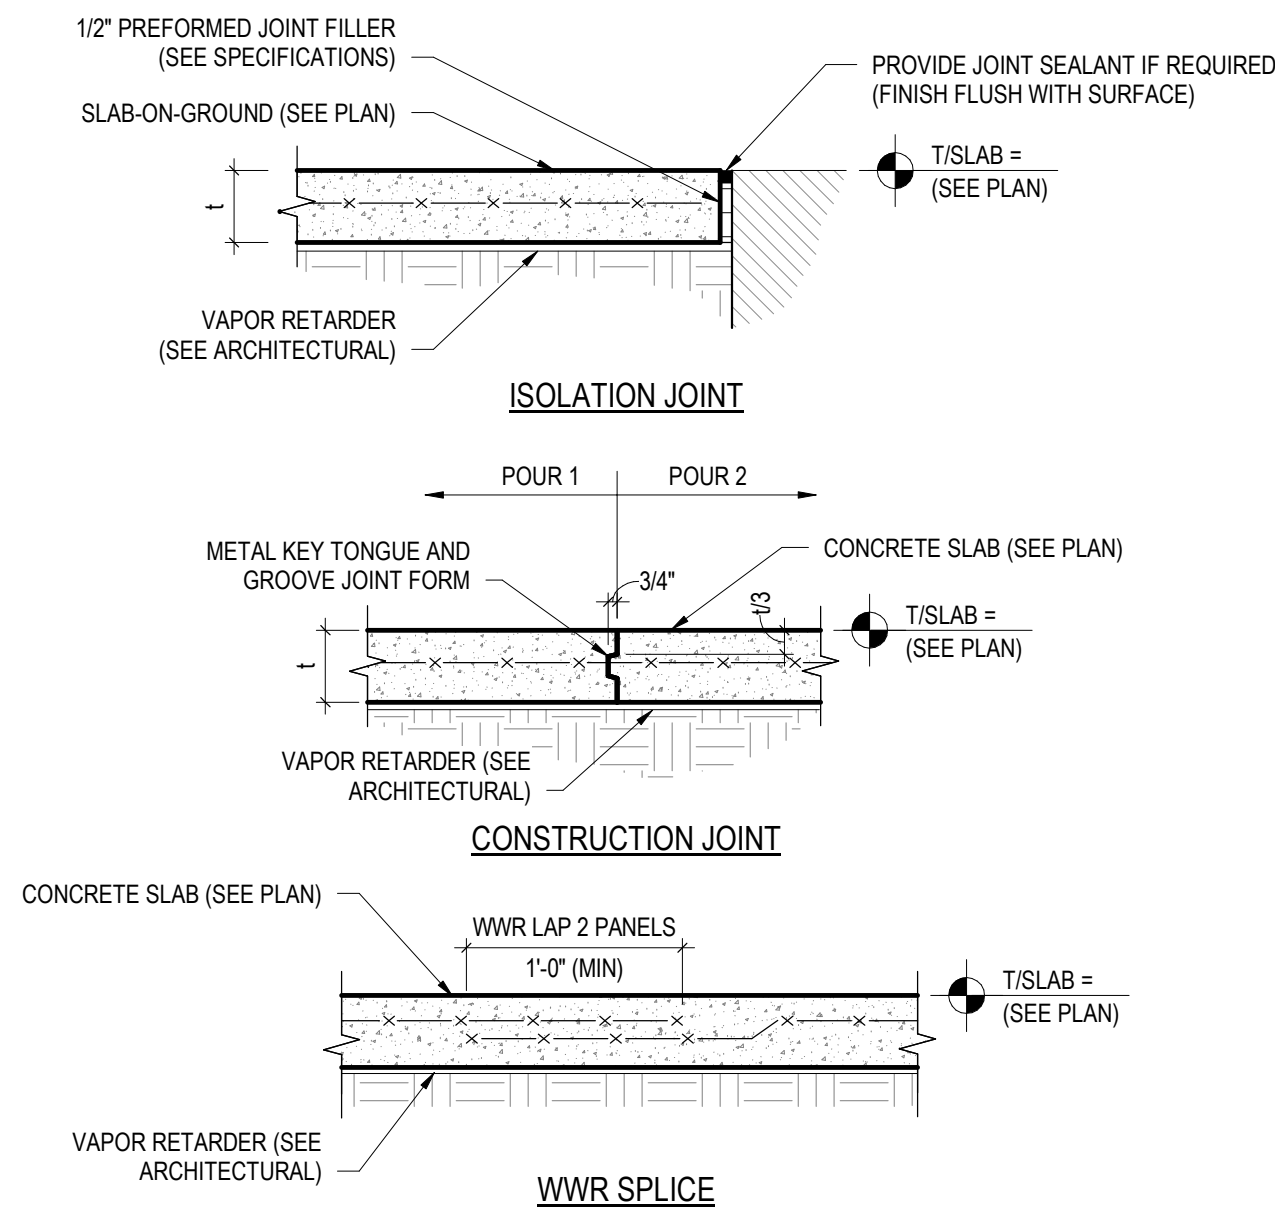 1/2" PREFORMED JOINT FILLER
(SEE SPECIFICATIONS)
SLAB-ON-GROUND (SEE PLAN)
PROVIDE JOINT SEALANT IF REQUIRED
(FINISH FLUSH WITH SURFACE)
T/SLAB =
(SEE PLAN)
t
VAPOR RETARDER
(SEE ARCHITECTURAL)
ISOLATION JOINT
POUR 1
POUR 2
METAL KEY TONGUE AND
GROOVE JOINT FORM
3/4"
CONCRETE SLAB (SEE PLAN)
t/3
T/SLAB =
(SEE PLAN)
t
VAPOR RETARDER (SEE
ARCHITECTURAL)
CONSTRUCTION JOINT
CONCRETE SLAB (SEE PLAN)
WWR LAP 2 PANELS
1'-0" (MIN)
T/SLAB =
(SEE PLAN)
VAPOR RETARDER (SEE
ARCHITECTURAL)
WWR SPLICE